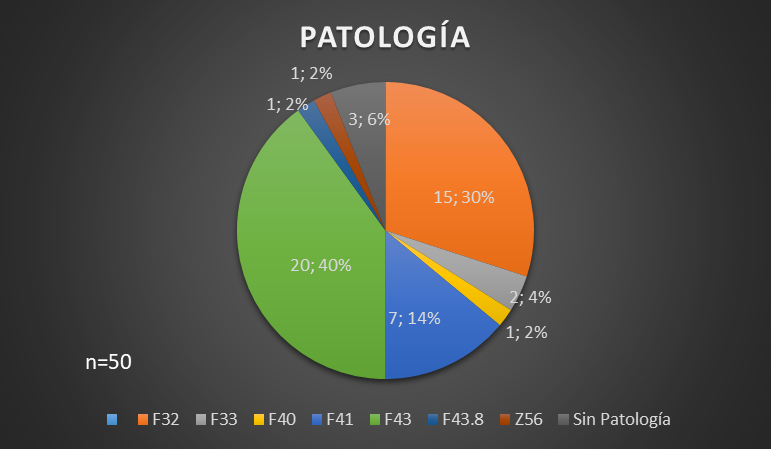 PATOLOGÍA
1; 2%
1; 2%
3; 6%
15; 30%
20; 40%
2; 4%
7; 14%
1; 2%
n=50
F32 F33 F40 F41 F43 F43.8 Z56 Sin Patología